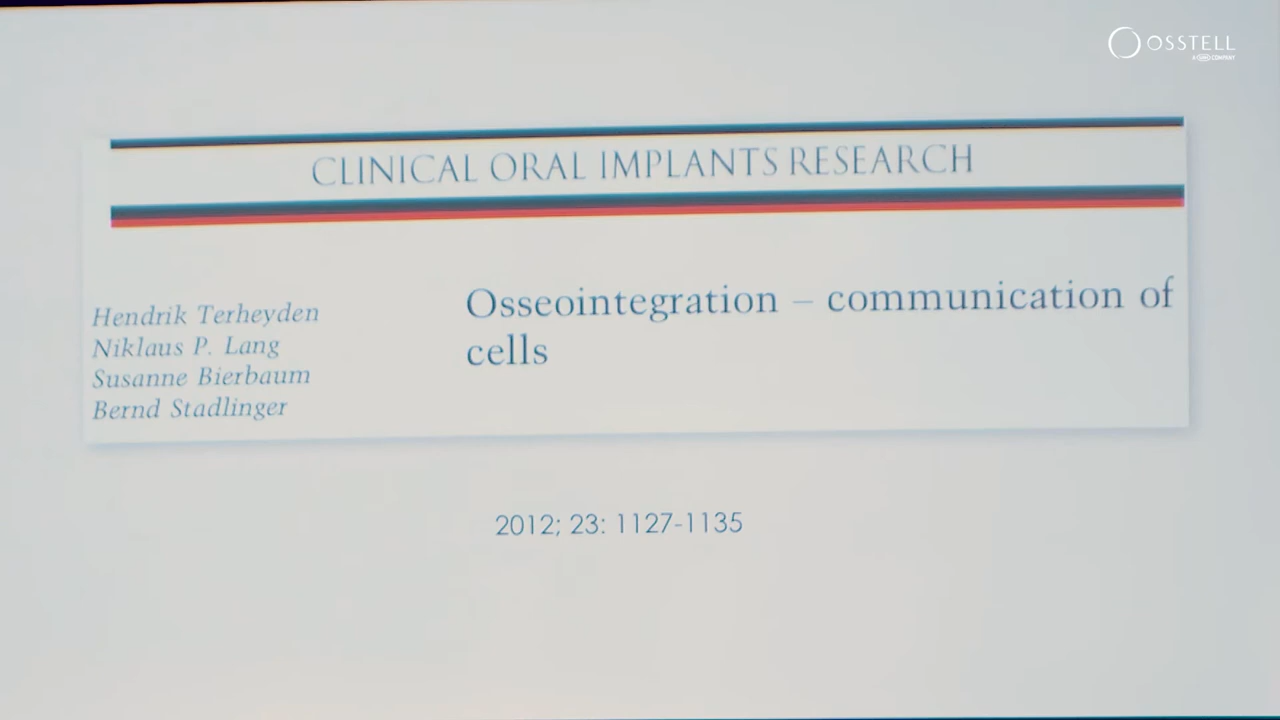 OSSTELL
A COMPANY
CLINICAL ORAL IMPLANTS RESEARCH
Hendrik Terheyden
Niklaus P. Lang
Susanne Bierbaum
Bernd Stadlinger
Osseointegration – communication of
cells
2012; 23: 1127-1135